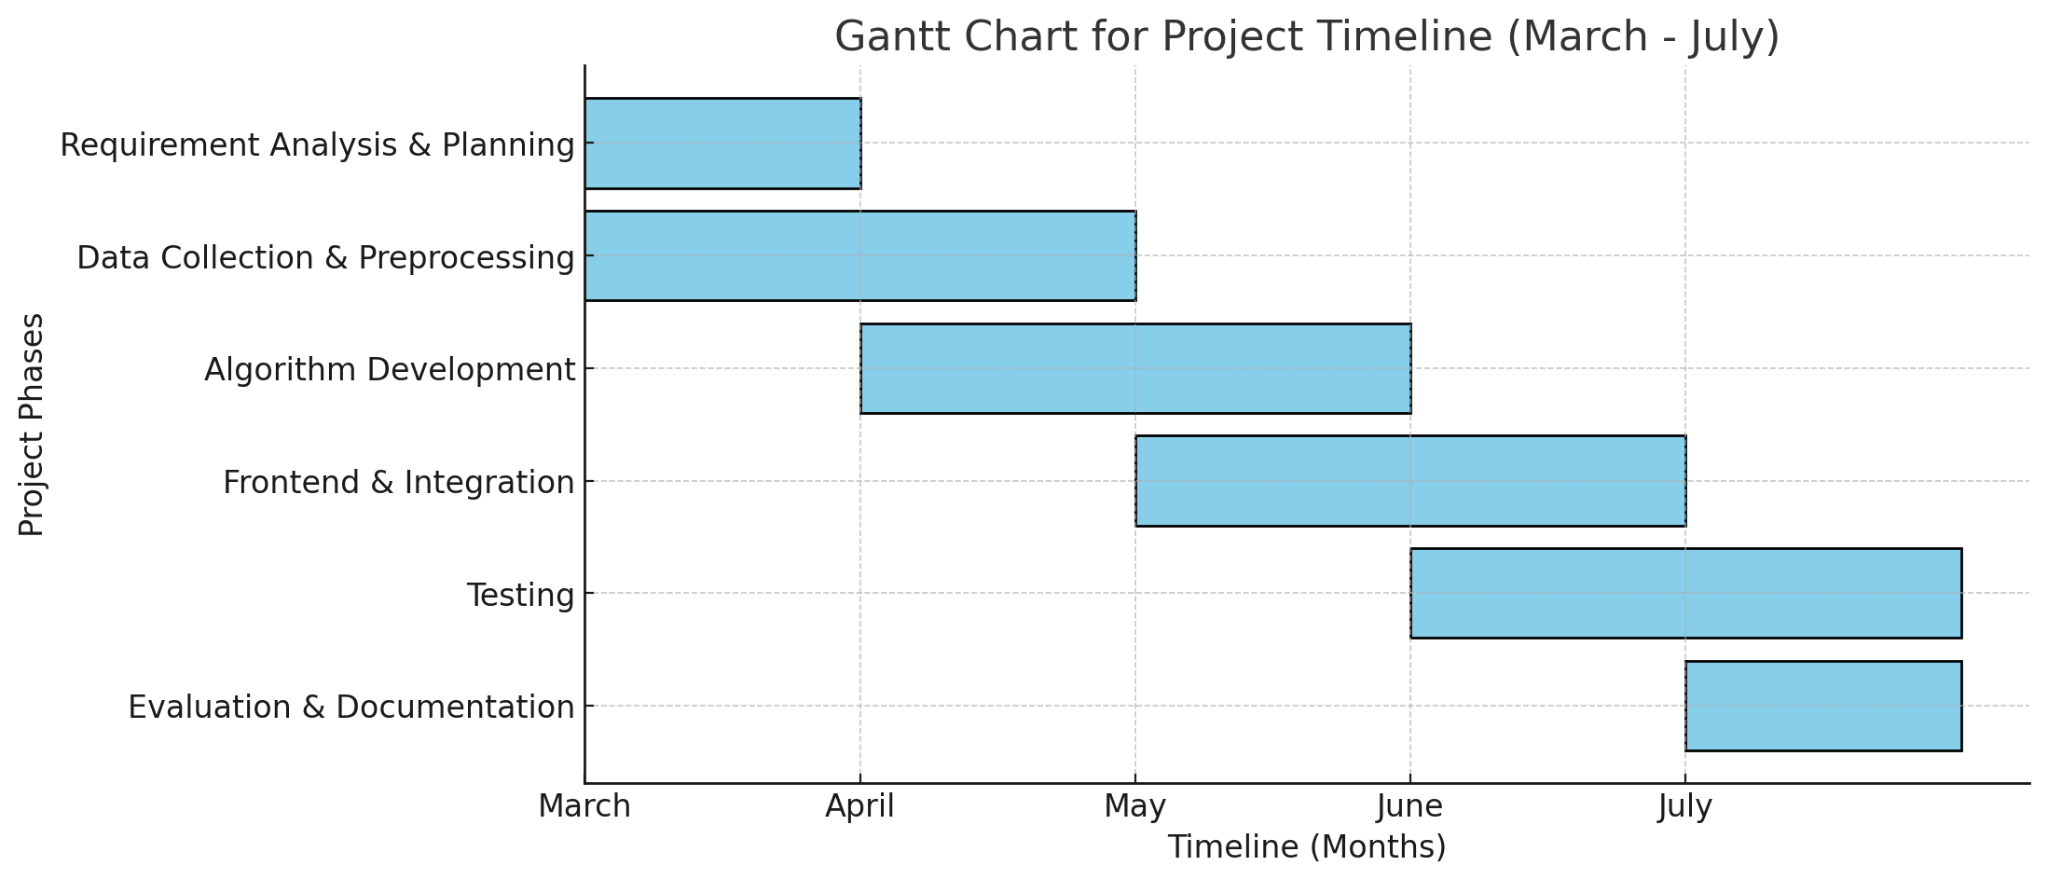 Gantt Chart for Project Timeline (March - July)
Project Phases
Requirement Analysis & Planning
Data Collection & Preprocessing
Algorithm Development
Frontend & Integration
Testing
Evaluation & Documentation
March April May June July
Timeline (Months)